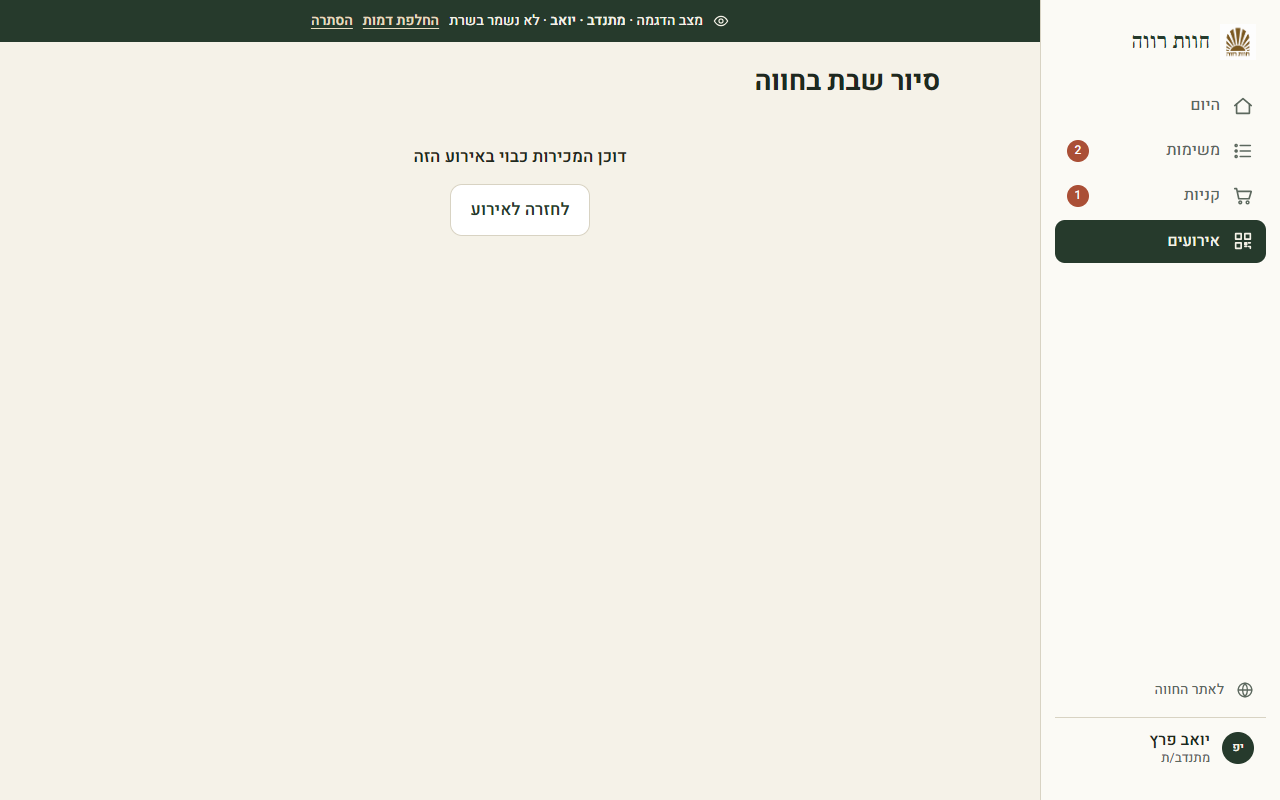 מצב הדגמה · מתנדב · יואב · לא נשמר בשרת החלפת דמות הסתרה
חוות רווה
היום
משימות 2
קניות 1
אירועים
סיור שבת בחווה
דוכן המכירות כבוי באירוע הזה
לחזרה לאירוע
לאתר החווה
יפ יואב פרץ
מתנדב/ת